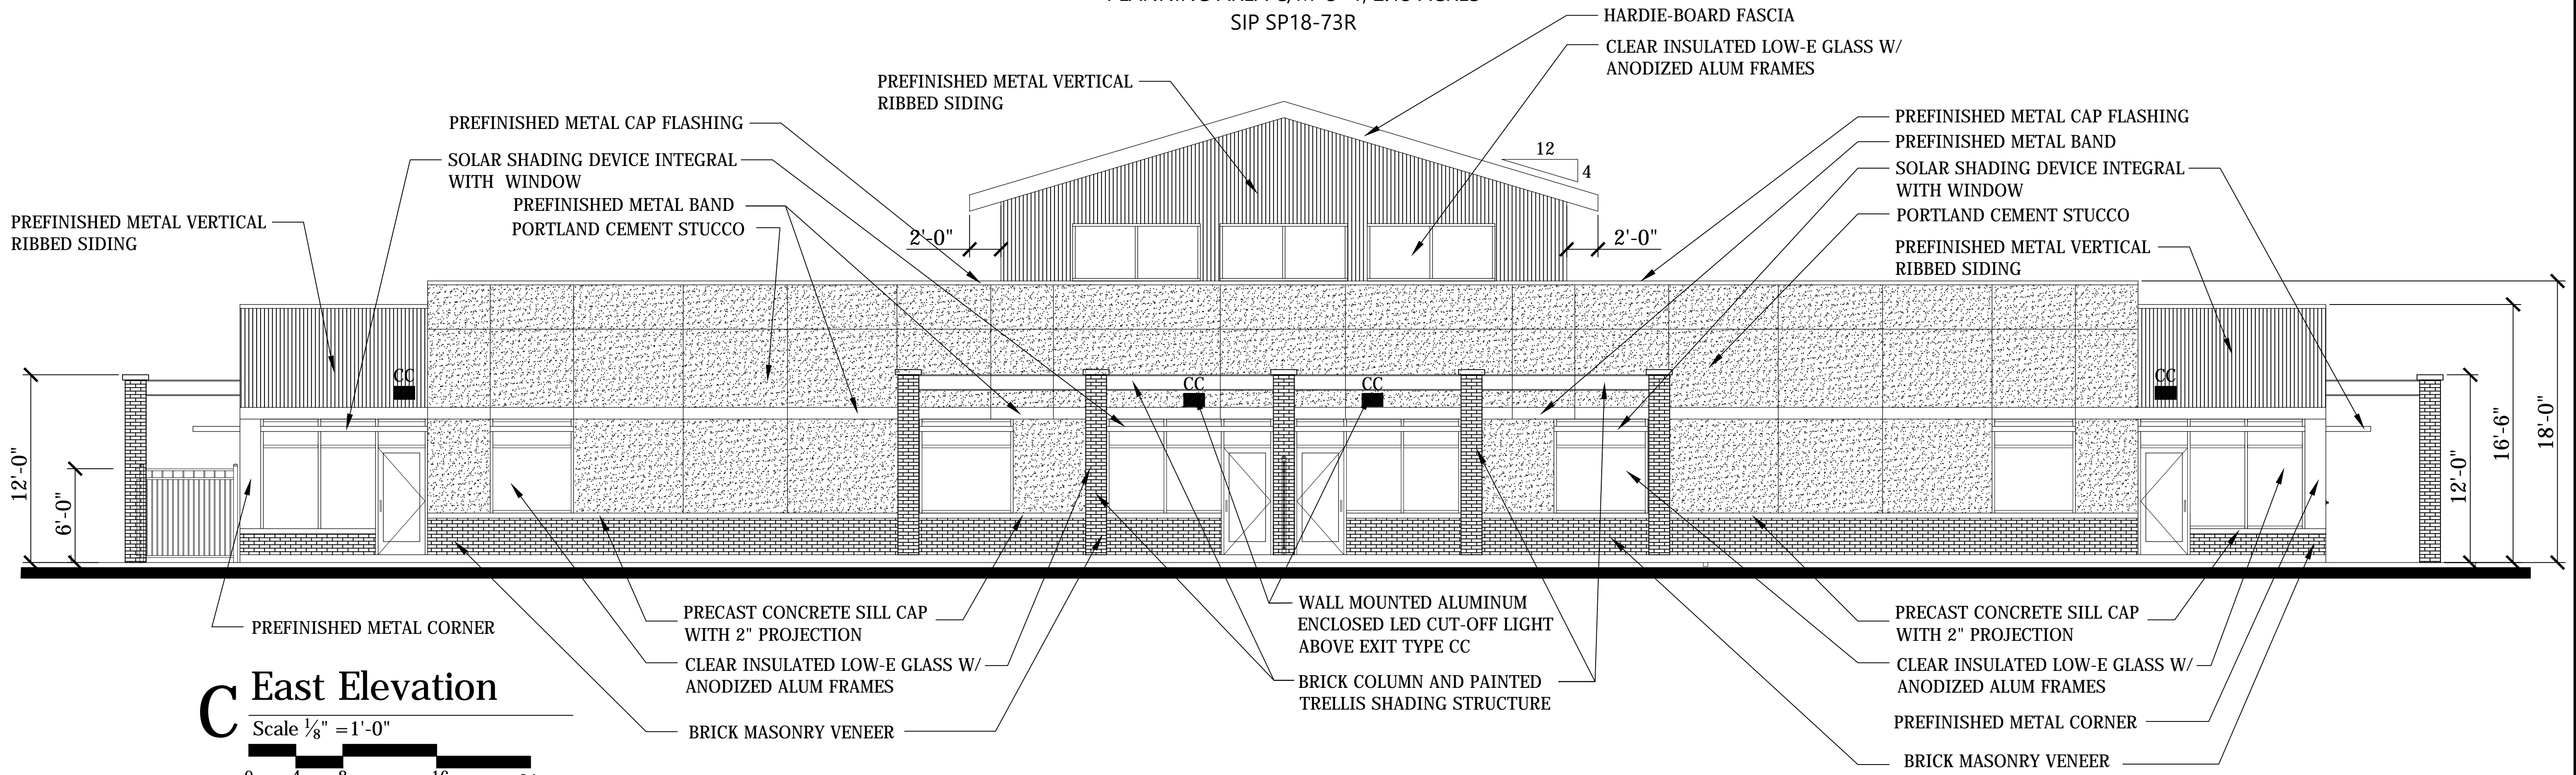 SIP SP18-73R
HARDIE-BOARD FASCIA
CLEAR INSULATED LOW-E GLASS W/
ANODIZED ALUM FRAMES
PREFINISHED METAL VERTICAL
RIBBED SIDING
PREFINISHED METAL CAP FLASHING
SOLAR SHADING DEVICE INTEGRAL
WITH WINDOW
PREFINISHED METAL BAND
PORTLAND CEMENT STUCCO
PREFINISHED METAL VERTICAL
RIBBED SIDING
12
4
2'-0"
2'-0"
PREFINISHED METAL CAP FLASHING
PREFINISHED METAL BAND
SOLAR SHADING DEVICE INTEGRAL
WITH WINDOW
PORTLAND CEMENT STUCCO
PREFINISHED METAL VERTICAL
RIBBED SIDING
CC
CC
CC
CC
12'-0"
6'-0"
12'-0"
16'-6"
18'-0"
PREFINISHED METAL CORNER
PRECAST CONCRETE SILL CAP
WITH 2" PROJECTION
CLEAR INSULATED LOW-E GLASS W/
ANODIZED ALUM FRAMES
BRICK MASONRY VENEER
WALL MOUNTED ALUMINUM
ENCLOSED LED CUT-OFF LIGHT
ABOVE EXIT TYPE CC
BRICK COLUMN AND PAINTED
TRELLIS SHADING STRUCTURE
PRECAST CONCRETE SILL CAP
WITH 2" PROJECTION
CLEAR INSULATED LOW-E GLASS W/
ANODIZED ALUM FRAMES
PREFINISHED METAL CORNER
BRICK MASONRY VENEER
C East Elevation
Scale 1/8" =1'-0"